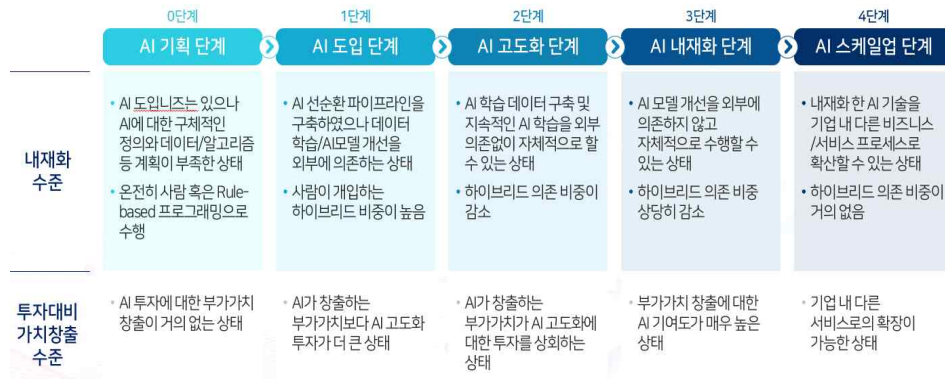 0단계
1단계
2단계
3단계
4단계
AI 기획 단계
AI 도입 단계
AI 고도화 단계
AI 내재화 단계
AI 스케일업 단계
내재화
수준
• AI 도입니즈는 있으나
AI에 대한 구체적인
정의와 데이터/알고리즘
등 계획이 부족한 상태
• 온전히 사람 혹은 Rule-
based 프로그래밍으로
수행
• AI 선순환 파이프라인을
구축하였으나 데이터
학습/AI모델 개선을
외부에 의존하는 상태
• 사람이 개입하는
하이브리드 비중이 높음
• AI 학습 데이터 구축 및
지속적인 AI 학습을 외부
의존없이 자체적으로 할
수 있는 상태
• 하이브리드 의존 비중이
감소
• AI 모델 개선을 외부에
의존하지 않고
자체적으로 수행할 수
있는 상태
• 하이브리드 의존 비중
상당히 감소
• 내재화 한 AI 기술을
기업 내 다른 비즈니스
/서비스 프로세스로
확산할 수 있는 상태
• 하이브리드 의존 비중이
거의 없음
투자대비
가치창출
수준
• AI 투자에 대한 부가가치
창출이 거의 없는 상태
• AI가 창출하는
부가가치보다 AI 고도화
투자가 더 큰 상태
• AI가 창출하는
부가가치가 AI 고도화에
대한 투자를 상회하는
상태
• 부가가치 창출에 대한
AI 기여도가 매우 높은
상태
• 기업 내 다른
서비스로의 확장이
가능한 상태